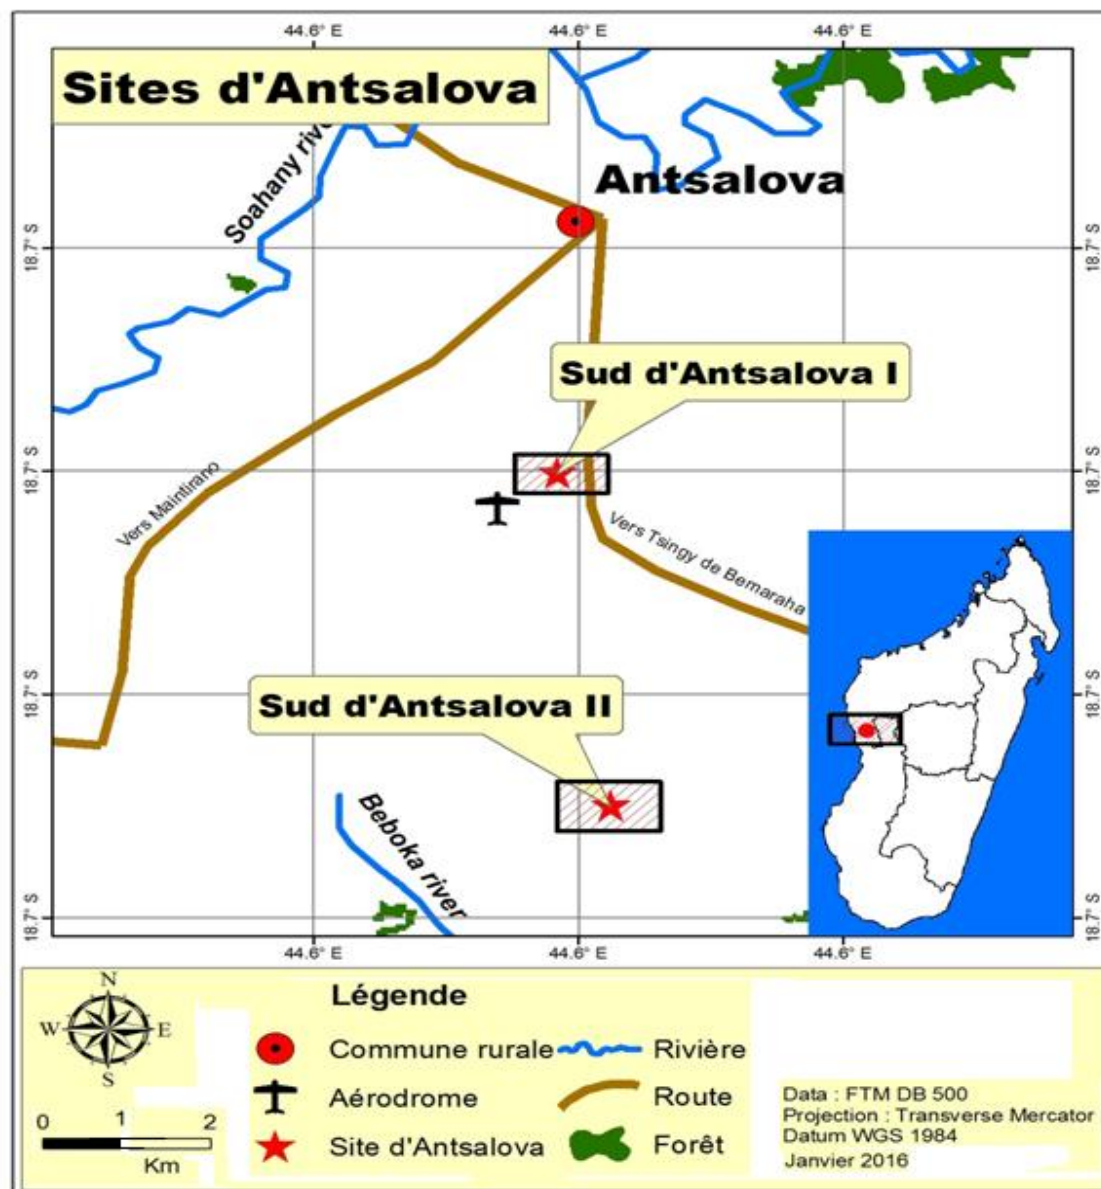 44.6° E
44.6° E
44.6° E
Sites d'Antsalova
Soahany rive
Antsalova
18.7° S
18.7° S
Sud d'Antsalova I
18.7° S
18.7° S
Vers Maintirano
Vers Tsingy de Bemaraha
18.7° S
18.7° S
Sud d'Antsalova II
Beboka river
18.7° S
18.7° S
44.6° E
44.6° E
44.6° E
N
W
E
S
0 1 2
Km
Légende
Commune rurale
Aérodrome
Site d'Antsalova
Rivière
Route
Forêt
Data : FTM DB 500
Projection : Transverse Mercator
Datum WGS 1984
Janvier 2016